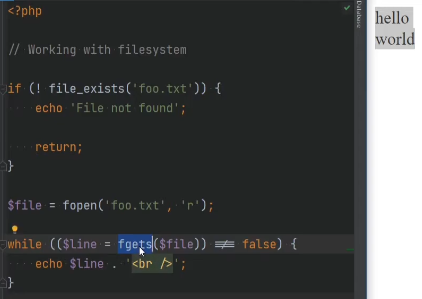 <?php
// Working with filesystem
if (! file_exists('foo.txt')) {
echo 'File not found';
return;
}
$file = fopen('foo.txt', 'r');
while (($line = fgets($file)) !== false) {
echo $line . '<br />';
}
Database
hello
world